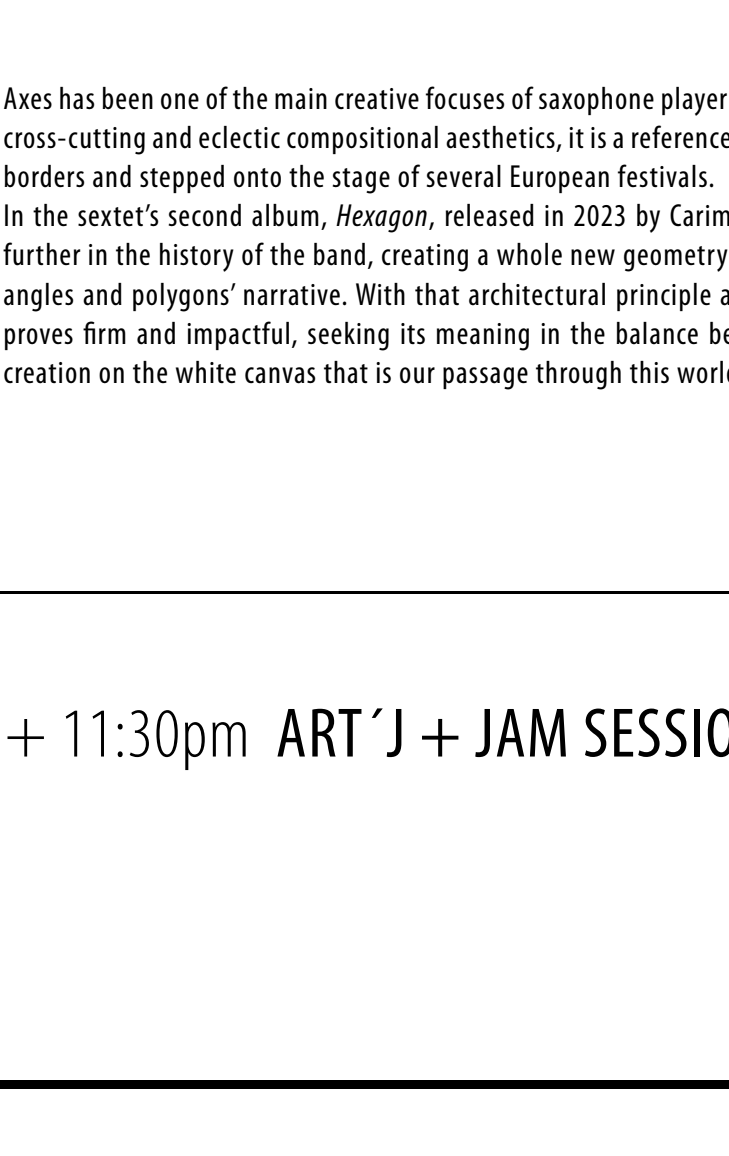 Axes has been one of the main creative focuses of saxophone player
cross-cutting and eclectic compositional aesthetics, it is a reference
borders and stepped onto the stage of several European festivals.
In the sextet’s second album, Hexagon, released in 2023 by Carim
further in the history of the band, creating a whole new geometry
angles and polygons’ narrative. With that architectural principle a
proves firm and impactful, seeking its meaning in the balance be
creation on the white canvas that is our passage through this worl
+ 11:30pm ART´J + JAM SESSIO